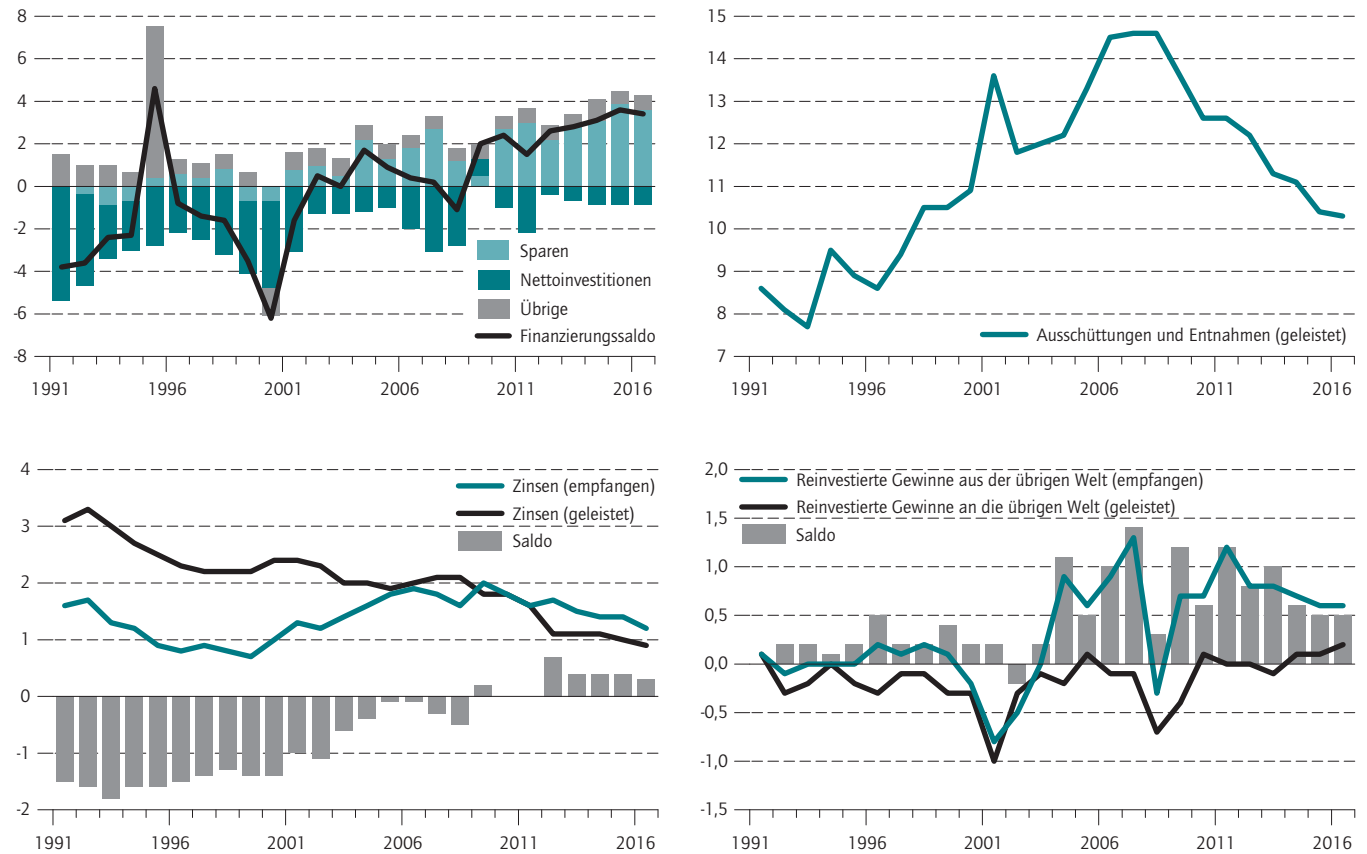 8
6
4
2
0
-2
-4
-6
-8
Sparen
Nettoinvestitionen
Übrige
Finanzierungssaldo
1991 1996 2001 2006 2011 2016
15
14
13
12
11
10
9
8
7
Ausschüttungen und Entnahmen (geleistet)
1991 1996 2001 2006 2011 2016
4
3
2
1
0
-1
-2
Zinsen (empfangen)
Zinsen (geleistet)
Saldo
1991 1996 2001 2006 2011 2016
2,0
1,5
1,0
0,5
0,0
-0,5
-1,0
-1,5
Reinvestierte Gewinne aus der übrigen Welt (empfangen)
Reinvestierte Gewinne an die übrigen Welt (geleistet)
Saldo
1991 1996 2001 2006 2011 2016